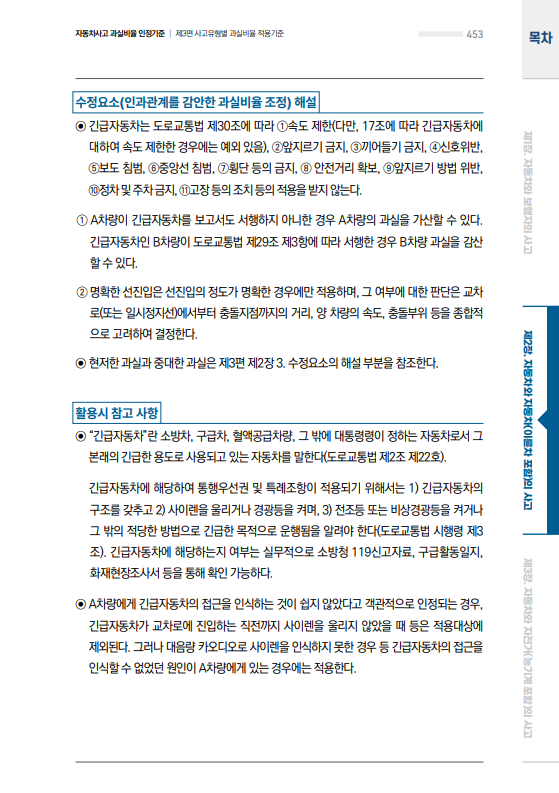 자동차사고 과실비율 인정기준 | 제3편 사고유형별 과실비율 적용기준
453
목차
수정요소(인과관계를 감안한 과실비율 조정) 해설
◉ 긴급자동차는 도로교통법 제30조에 따라 ①속도 제한(다만, 17조에 따라 긴급자동차에
대하여 속도 제한한 경우에는 예외 있음), ②앞지르기 금지, ③끼어들기 금지, ④신호위반,
⑤보도 침범, ⑥중앙선 침범, ⑦횡단 등의 금지, ⑧ 안전거리 확보, ⑨앞지르기 방법 위반,
⑩정차 및 주차 금지, ⑪고장 등의 조치 등의 적용을 받지 않는다.
① A차량이 긴급자동차를 보고서도 서행하지 아니한 경우 A차량의 과실을 가산할 수 있다.
긴급자동차인 B차량이 도로교통법 제29조 제3항에 따라 서행한 경우 B차량 과실을 감산
할 수 있다.
② 명확한 선진입은 선진입의 정도가 명확한 경우에만 적용하며, 그 여부에 대한 판단은 교차
로(또는 일시정지선)에서부터 충돌지점까지의 거리, 양 차량의 속도, 충돌부위 등을 종합적
으로 고려하여 결정한다.
◉ 현저한 과실과 중대한 과실은 제3편 제2장 3. 수정요소의 해설 부분을 참조한다.
활용시 참고 사항
◉ “긴급자동차”란 소방차, 구급차, 혈액공급차량, 그 밖에 대통령령이 정하는 자동차로서 그
본래의 긴급한 용도로 사용되고 있는 자동차를 말한다(도로교통법 제2조 제22호).
긴급자동차에 해당하여 통행우선권 및 특례조항이 적용되기 위해서는 1) 긴급자동차의
구조를 갖추고 2) 사이렌을 울리거나 경광등을 켜며, 3) 전조등 또는 비상경광등을 켜거나
그 밖의 적당한 방법으로 긴급한 목적으로 운행됨을 알려야 한다(도로교통법 시행령 제3
조). 긴급자동차에 해당하는지 여부는 실무적으로 소방청 119신고자료, 구급활동일지,
화재현장조사서 등을 통해 확인 가능하다.
◉ A차량에게 긴급자동차의 접근을 인식하는 것이 쉽지 않았다고 객관적으로 인정되는 경우,
긴급자동차가 교차로에 진입하는 직전까지 사이렌을 울리지 않았을 때 등은 적용대상에
제외된다. 그러나 대음량 카오디오로 사이렌을 인식하지 못한 경우 등 긴급자동차의 접근을
인식할 수 없었던 원인이 A차량에게 있는 경우에는 적용한다.
제1장. 자동차와 보행자의 사고
제2장. 자동차와 자동차(이륜차 포함)의 사고
제3장. 자동차와 자전거(농기계 포함)의 사고